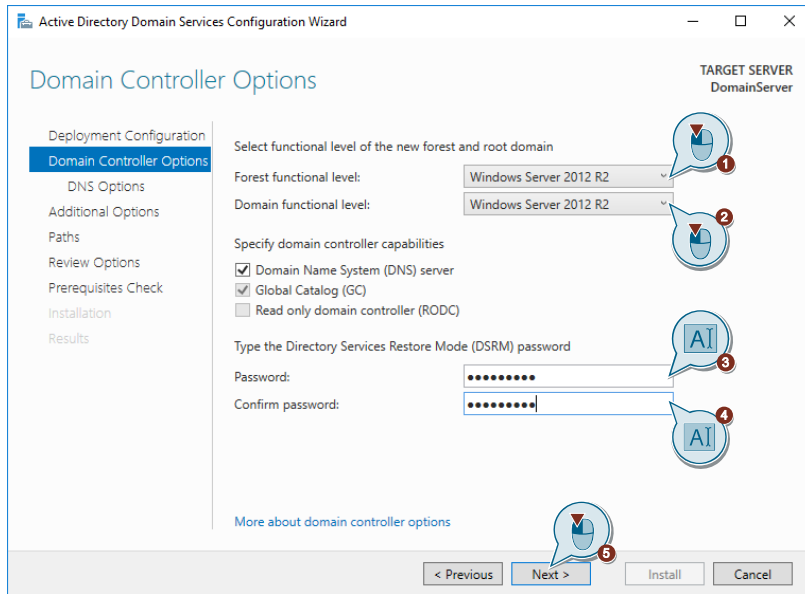 Active Directory Domain Services Configuration Wizard
Domain Controller Options
TARGET SERVER
DomainServer
Deployment Configuration
Domain Controller Options
DNS Options
Additional Options
Paths
Review Options
Prerequisites Check
Installation
Results
Select functional level of the new forest and root domain
Forest functional level: Windows Server 2012 R2
1
Domain functional level: Windows Server 2012 R2
2
Specify domain controller capabilities
Domain Name System (DNS) server
Global Catalog (GC)
Read only domain controller (RODC)
Type the Directory Services Restore Mode (DSRM) password
A
3
Password: •••••••••
Confirm password: •••••••••
4
A
More about domain controller options
5
< Previous Next > Install Cancel